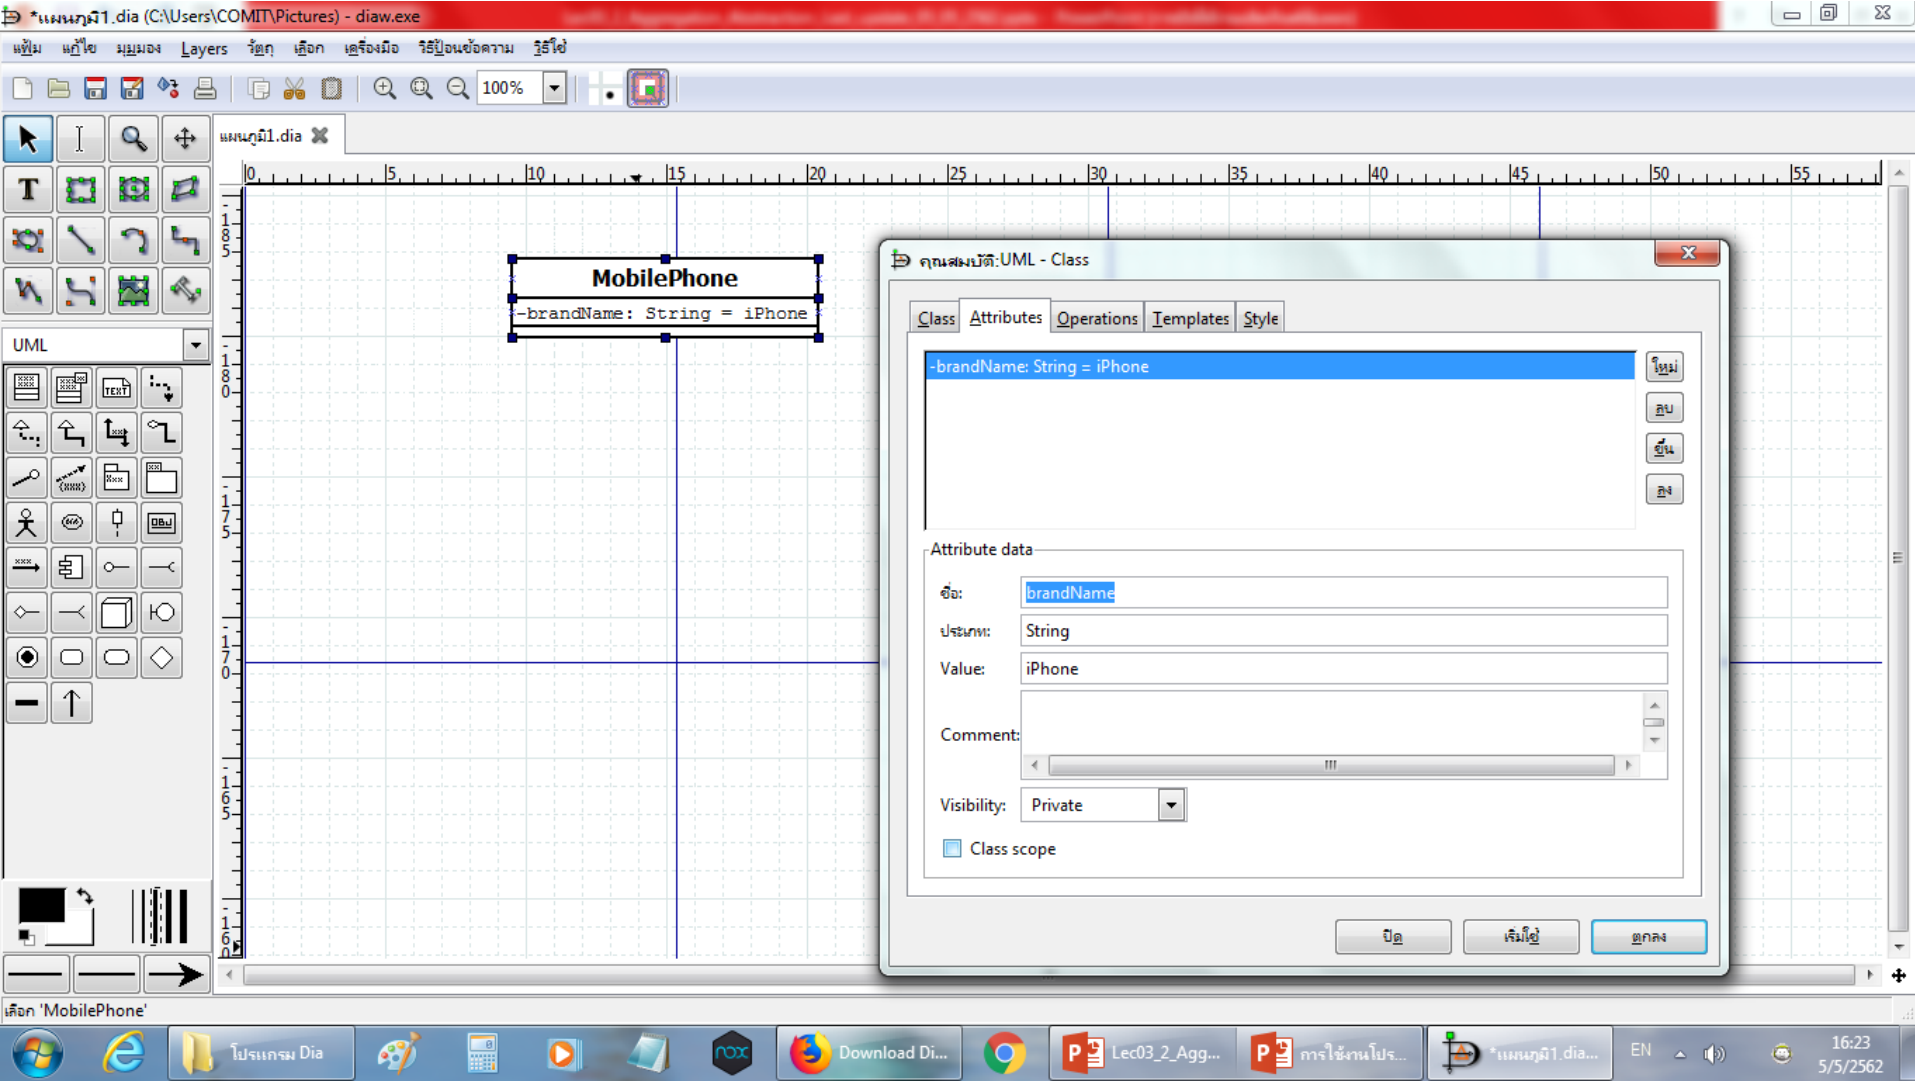 *แผนภูมิ1.dia (C:\Users\COMIT\Pictures) - diaw.exe
แฟ้ม แก้ไข มุมมอง Layers วัตถุ เลือก เครื่องมือ วิธีป้อนข้อความ วิธีใช้
100%
แผนภูมิ1.dia
0 5 10 15 20 25 30 35 40 45 50 55
T
UML
-185
-180
-175
-170
-165
-160
MobilePhone
-brandName: String = iPhone
TEXT
OBJ
คุณสมบัติ:UML - Class
Class Attributes Operations Templates Style
-brandName: String = iPhone
ใหม่
ลบ
ขึ้น
ลง
Attribute data
ชื่อ: brandName
ประเภท: String
Value: iPhone
Comment:
Visibility: Private
Class scope
ปิด เริ่มใช้ ตกลง
เลือก 'MobilePhone'
โปรแกรม Dia
nox
Download Di...
Lec03_2_Agg...
การใช้งานโปร...
*แผนภูมิ1.dia...
EN
16:23
5/5/2562